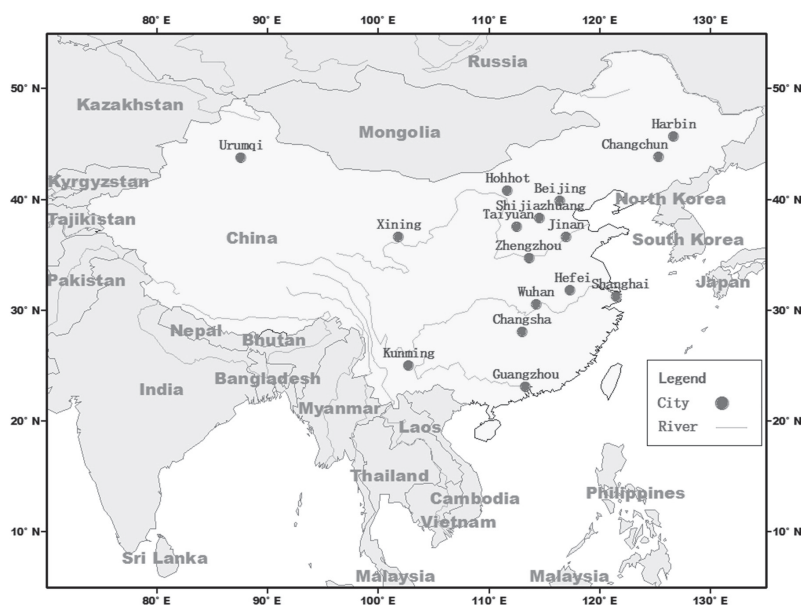 80° E 90° E 100° E 110° E 120° E 130° E
Russia
50° N 50° N
Kazakhstan
Mongolia
Harbin
Urumqi
Changchun
Kyrgyzstan
Hohhot
Beijing
40° N 40° N
North Korea
Shijiazhuang
Taiyuan
Tajikistan
Xining
Jinan
China
South Korea
Zhengzhou
Pakistan
Hefei
Shanghai
Japan
Wuhan
30° N 30° N
Changsha
Nepal
Bhutan
Kunming
Guangzhou
Bangladesh
India
Legend
City
River
Myanmar
20° N 20° N
Laos
Thailand
Philippines
Cambodia
Vietnam
10° N 10° N
Sri Lanka
Malaysia
Malaysia
80° E 90° E 100° E 110° E 120° E 130° E